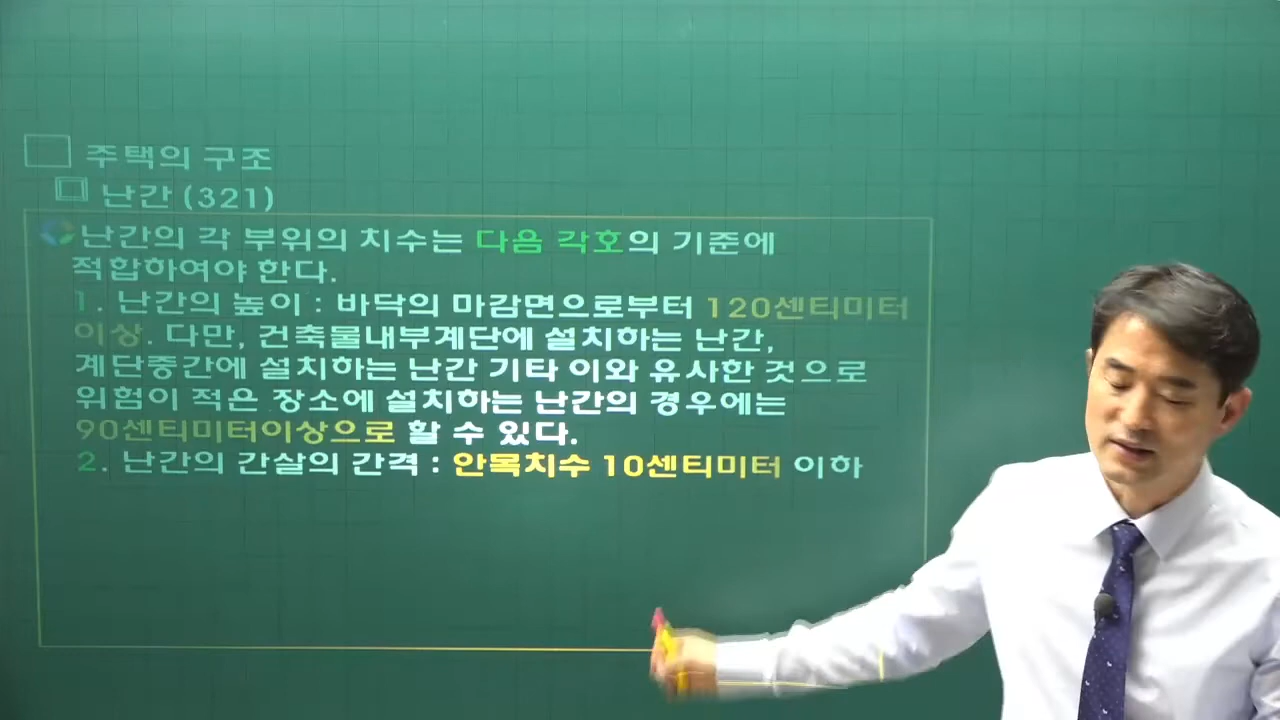 주택의 구조
난간 (321)
난간의 각 부위의 치수는 다음 각호의 기준에
적합하여야 한다.
1. 난간의 높이 : 바닥의 마감면으로부터 120센티미터
이상. 다만, 건축물내부계단에 설치하는 난간,
계단중간에 설치하는 난간 기타 이와 유사한 것으로
위험이 적은 장소에 설치하는 난간의 경우에는
90센티미터이상으로 할 수 있다.
2. 난간의 간살의 간격 : 안목치수 10센티미터 이하